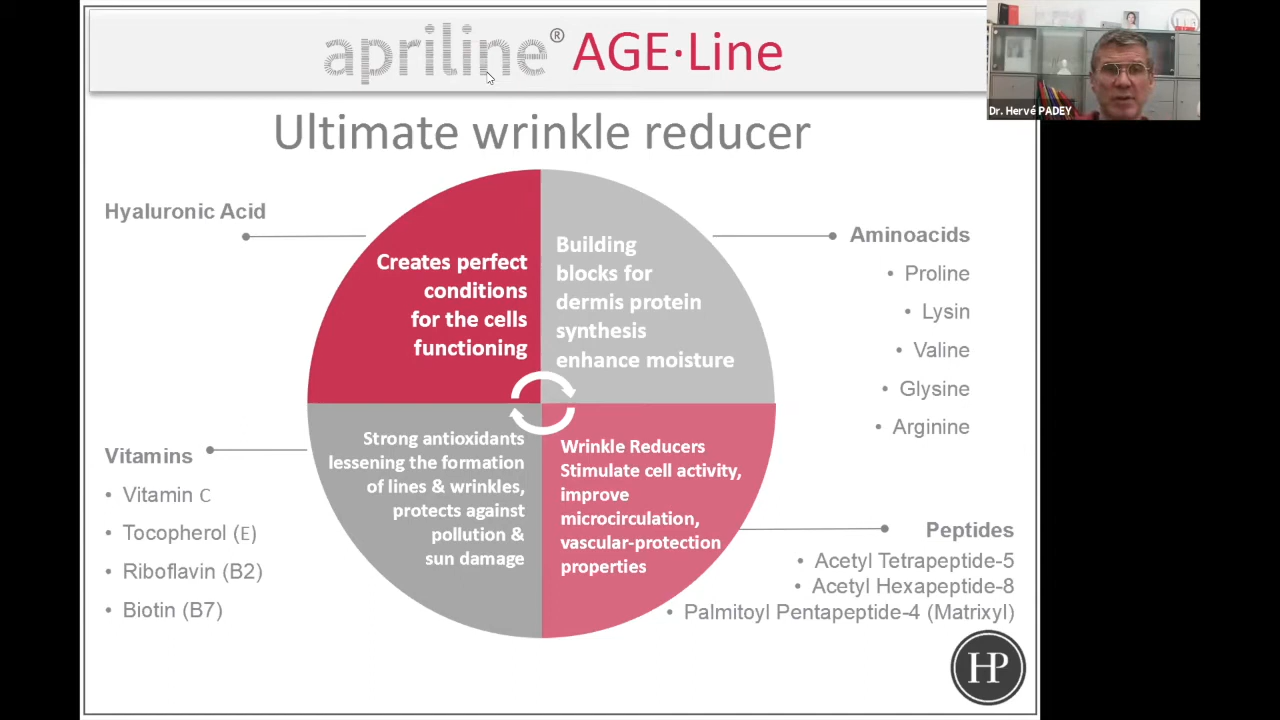 apriline® AGE·Line
Dr. Hervé PADEY
Ultimate wrinkle reducer
Hyaluronic Acid
Creates perfect
conditions
for the cells
functioning
Building
blocks for
dermis protein
synthesis
enhance moisture
Aminoacids
• Proline
• Lysin
• Valine
• Glysine
• Arginine
Vitamins
• Vitamin C
• Tocopherol (E)
• Riboflavin (B2)
• Biotin (B7)
Strong antioxidants
lessening the formation
of lines & wrinkles,
protects against
pollution &
sun damage
Wrinkle Reducers
Stimulate cell activity,
improve
microcirculation,
vascular-protection
properties
Peptides
• Acetyl Tetrapeptide-5
• Acetyl Hexapeptide-8
• Palmitoyl Pentapeptide-4 (Matrixyl)
HP